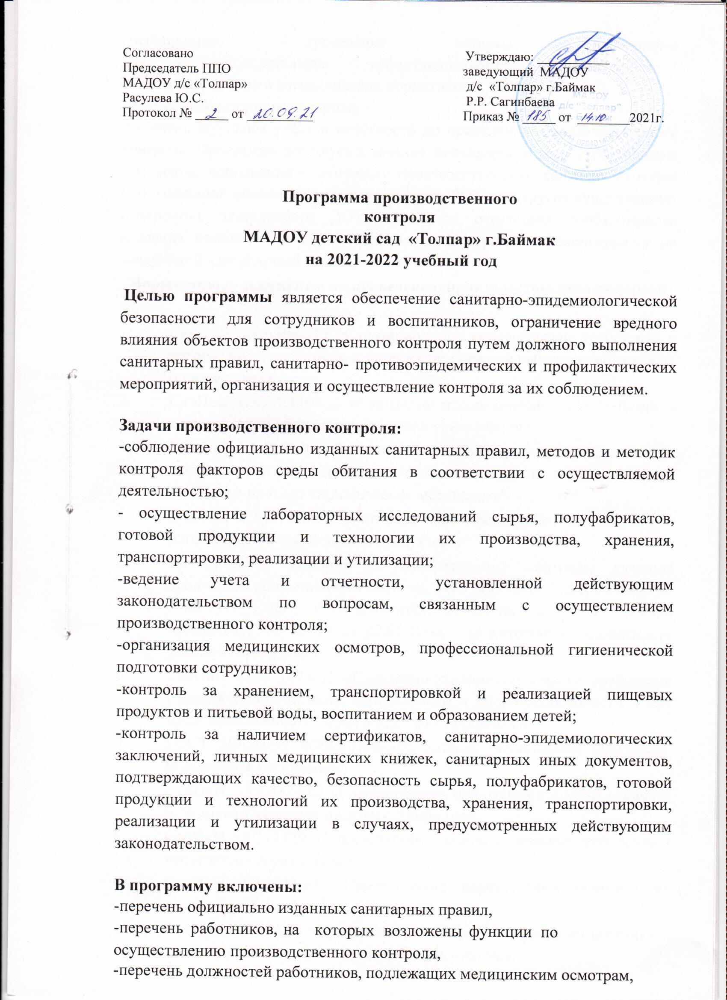 Согласовано
Председатель ППО
МАДОУ д/с «Толпар»
Расулева Ю.С.
Протокол № 2 от 20.09.21
Утверждаю:
заведующий МАДОУ
д/с «Толпар» г.Баймак
Р.Р. Сагинбаева
Приказ № 185 от 14.10 2021г.
МАДОУ
д/с "Толпар"
ИНН 0254014053
Программа производственного
контроля
МАДОУ детский сад «Толпар» г.Баймак
на 2021-2022 учебный год
Целью программы является обеспечение санитарно-эпидемиологической
безопасности для сотрудников и воспитанников, ограничение вредного
влияния объектов производственного контроля путем должного выполнения
санитарных правил, санитарно- противоэпидемических и профилактических
мероприятий, организация и осуществление контроля за их соблюдением.
Задачи производственного контроля:
-соблюдение официально изданных санитарных правил, методов и методик
контроля факторов среды обитания в соответствии с осуществляемой
деятельностью;
- осуществление лабораторных исследований сырья, полуфабрикатов,
готовой продукции и технологии их производства, хранения,
транспортировки, реализации и утилизации;
-ведение учета и отчетности, установленной действующим
законодательством по вопросам, связанным с осуществлением
производственного контроля;
-организация медицинских осмотров, профессиональной гигиенической
подготовки сотрудников;
-контроль за хранением, транспортировкой и реализацией пищевых
продуктов и питьевой воды, воспитанием и образованием детей;
-контроль за наличием сертификатов, санитарно-эпидемиологических
заключений, личных медицинских книжек, санитарных иных документов,
подтверждающих качество, безопасность сырья, полуфабрикатов, готовой
продукции и технологий их производства, хранения, транспортировки,
реализации и утилизации в случаях, предусмотренных действующим
законодательством.
В программу включены:
-перечень официально изданных санитарных правил,
-перечень работников, на которых возложены функции по
осуществлению производственного контроля,
-перечень должностей работников, подлежащих медицинским осмотрам,